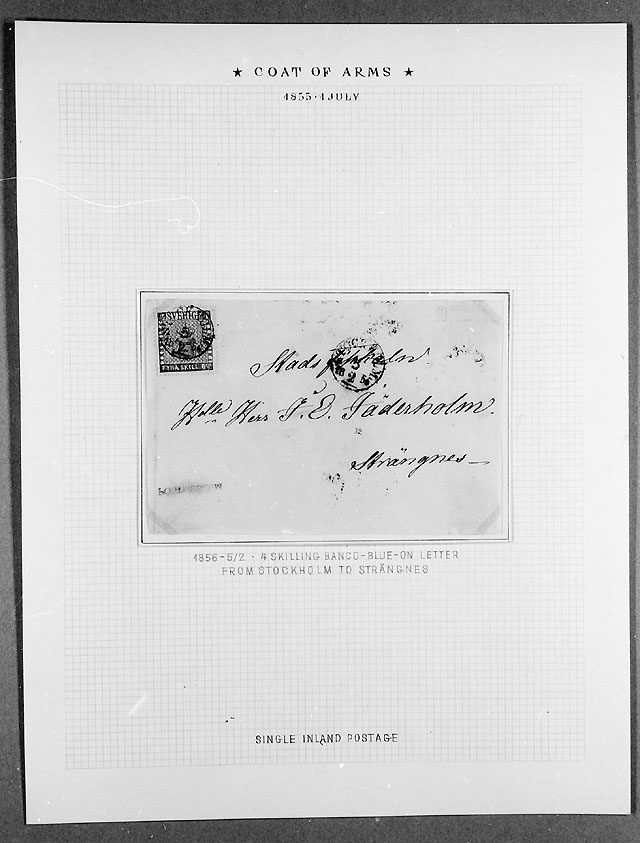 ★ COAT OF ARMS ★
1855 · 1 JULY
SVERIGE
FYRA SKILL. BCO
Herr J. E. Jäderholm.
Strängnes
1856-5/2 · 4 SKILLING BANCO-BLUE-ON LETTER
FROM STOCKHOLM TO STRÄNGNES
SINGLE INLAND POSTAGE